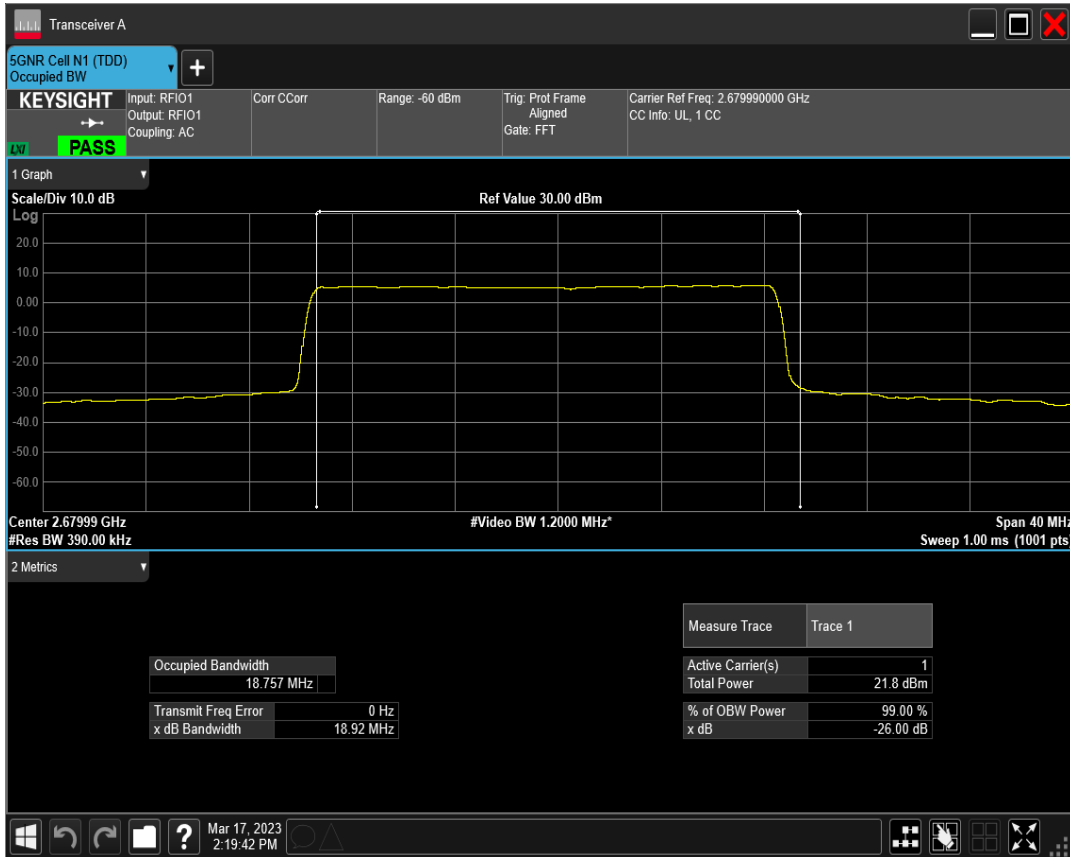 Transceiver A
5GNR Cell N1 (TDD)
Occupied BW
+
KEYSIGHT
LXI
PASS
Input: RFIO1
Output: RFIO1
Coupling: AC
Corr CCorr
Range: -60 dBm
Trig: Prot Frame
Aligned
Gate: FFT
Carrier Ref Freq: 2.679990000 GHz
CC Info: UL, 1 CC
1 Graph
Scale/Div 10.0 dB
Ref Value 30.00 dBm
Log
20.0
10.0
0.00
-10.0
-20.0
-30.0
-40.0
-50.0
-60.0
Center 2.67999 GHz
#Video BW 1.2000 MHz*
Span 40 MHz
#Res BW 390.00 kHz
Sweep 1.00 ms (1001 pts)
2 Metrics
Measure Trace Trace 1
Occupied Bandwidth
18.757 MHz
Active Carrier(s) 1
Total Power 21.8 dBm
Transmit Freq Error 0 Hz
x dB Bandwidth 18.92 MHz
% of OBW Power 99.00 %
x dB -26.00 dB
?
Mar 17, 2023
2:19:42 PM